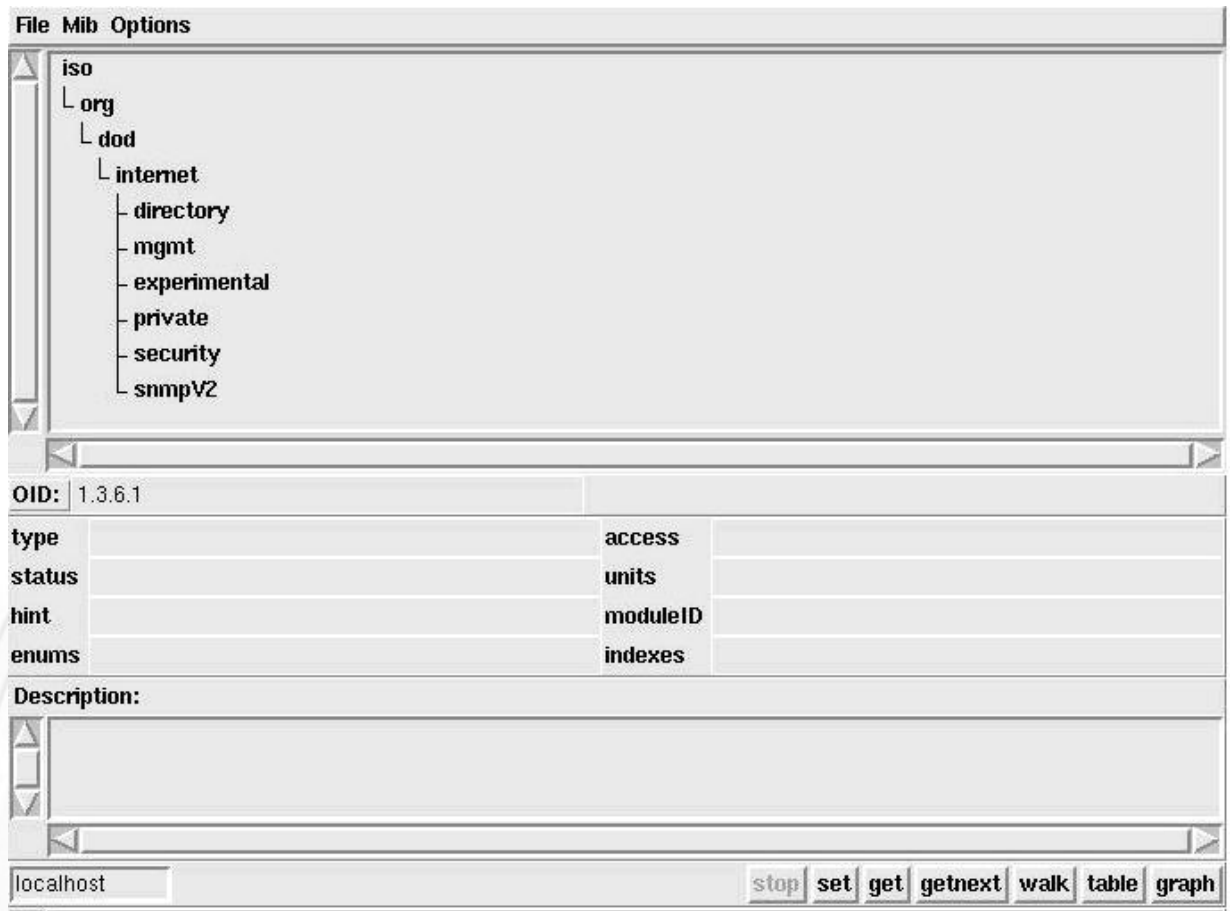 File Mib Options
iso
org
dod
internet
directory
mgmt
experimental
private
security
snmpV2
OID: 1.3.6.1
type access
status units
hint moduleID
enums indexes
Description:
localhost stop set get getnext walk table graph